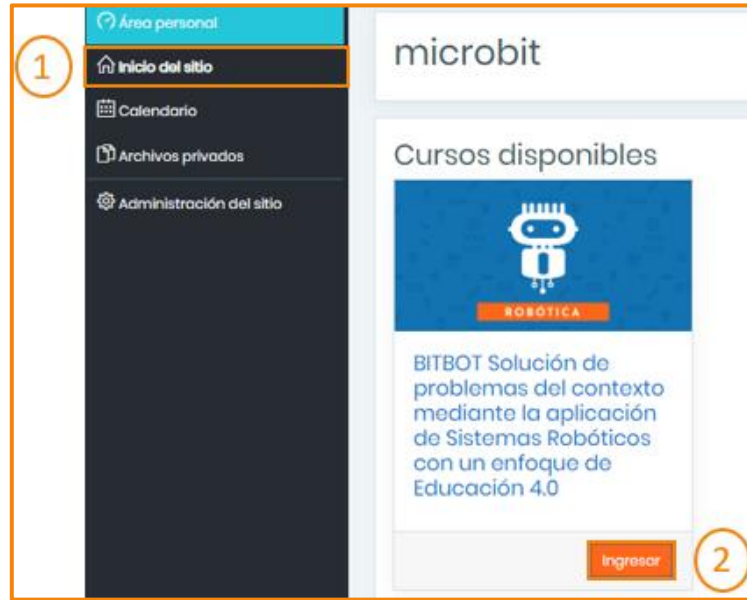 Área personal
1
Inicio del sitio
Calendario
Archivos privados
Administración del sitio
microbit
Cursos disponibles
ROBÓTICA
BITBOT Solución de
problemas del contexto
mediante la aplicación
de Sistemas Robóticos
con un enfoque de
Educación 4.0
Ingresar
2